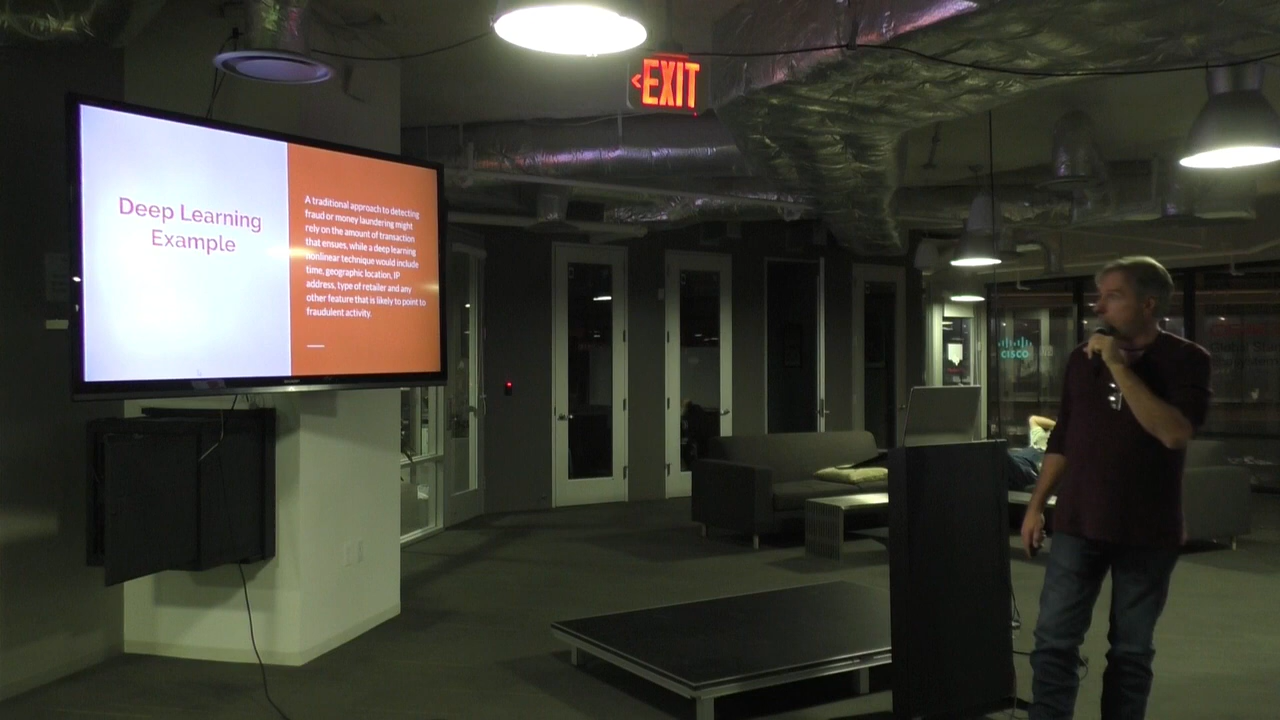 <EXIT
Deep Learning
Example
A traditional approach to detecting
fraud or money laundering might
rely on the amount of transaction
that ensues, while a deep learning
nonlinear technique would include
time, geographic location, IP
address, type of retailer and any
other feature that is likely to point to
fraudulent activity.
CISCO